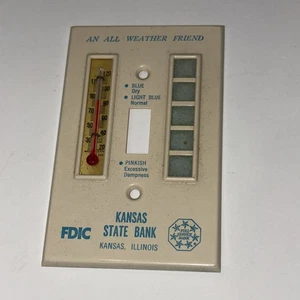 AN ALL WEATHER FRIEND
BLUE
Dry
LIGHT BLUE
Normal
PINKISH
Excessive
Dampness
FDIC
KANSAS
STATE BANK
KANSAS, ILLINOIS